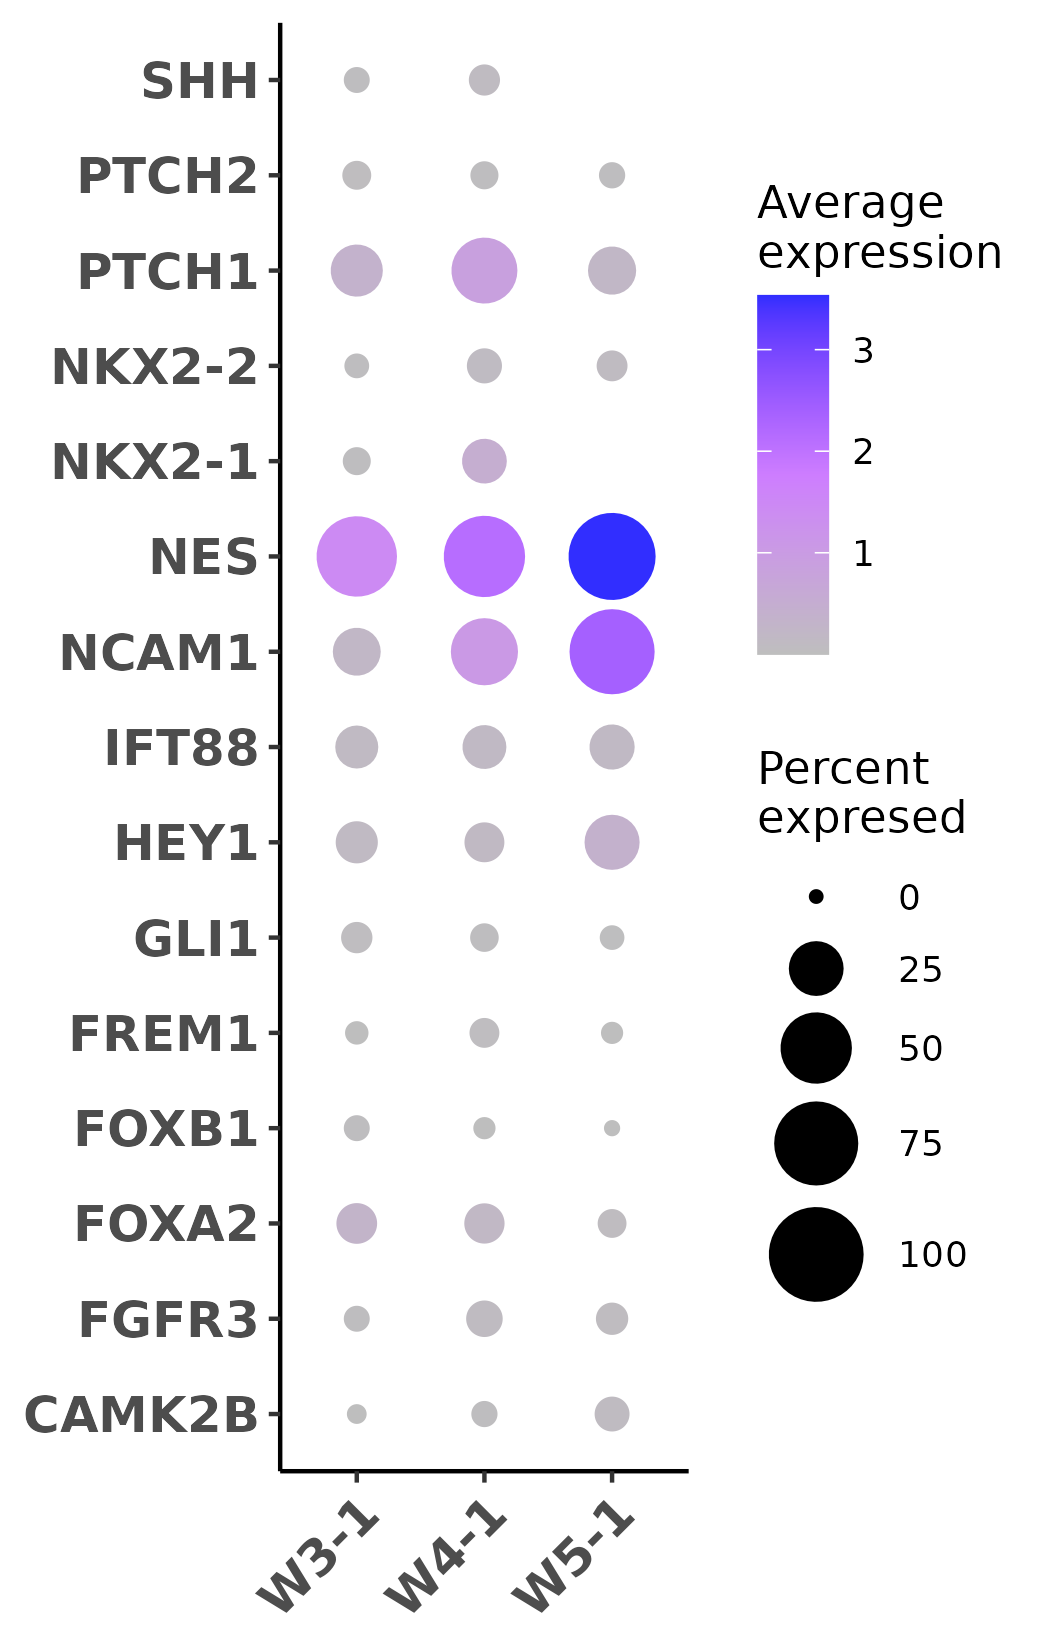 SHH
PTCH2
PTCH1
NKX2-2
NKX2-1
NES
NCAM1
IFT88
HEY1
GLI1
FREM1
FOXB1
FOXA2
FGFR3
CAMK2B
W3-1
W4-1
W5-1
Average
expression
3
2
1
Percent
expresed
0
25
50
75
100